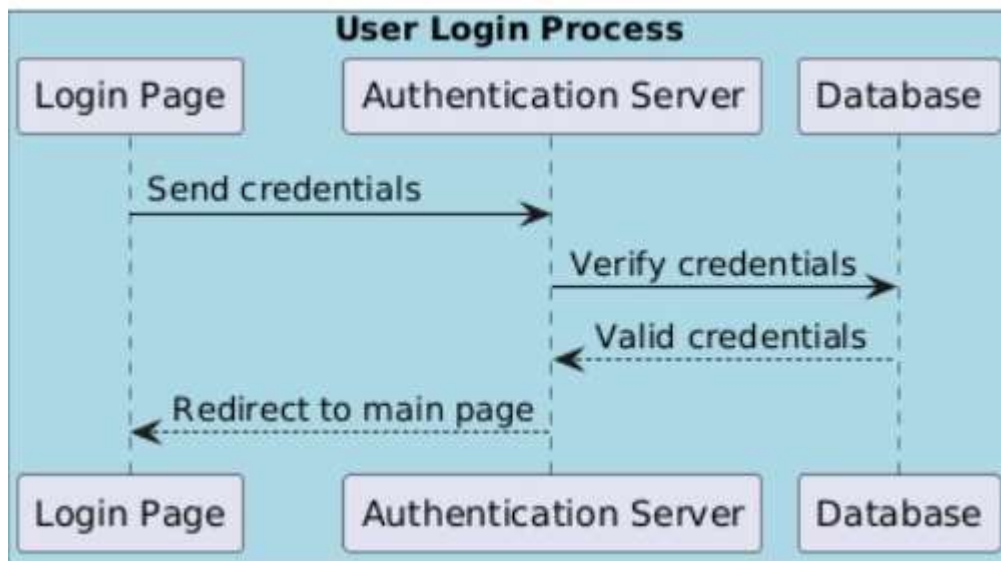 User Login Process
Login Page
Authentication Server
Database
Send credentials
Verify credentials
Valid credentials
Redirect to main page
Login Page
Authentication Server
Database